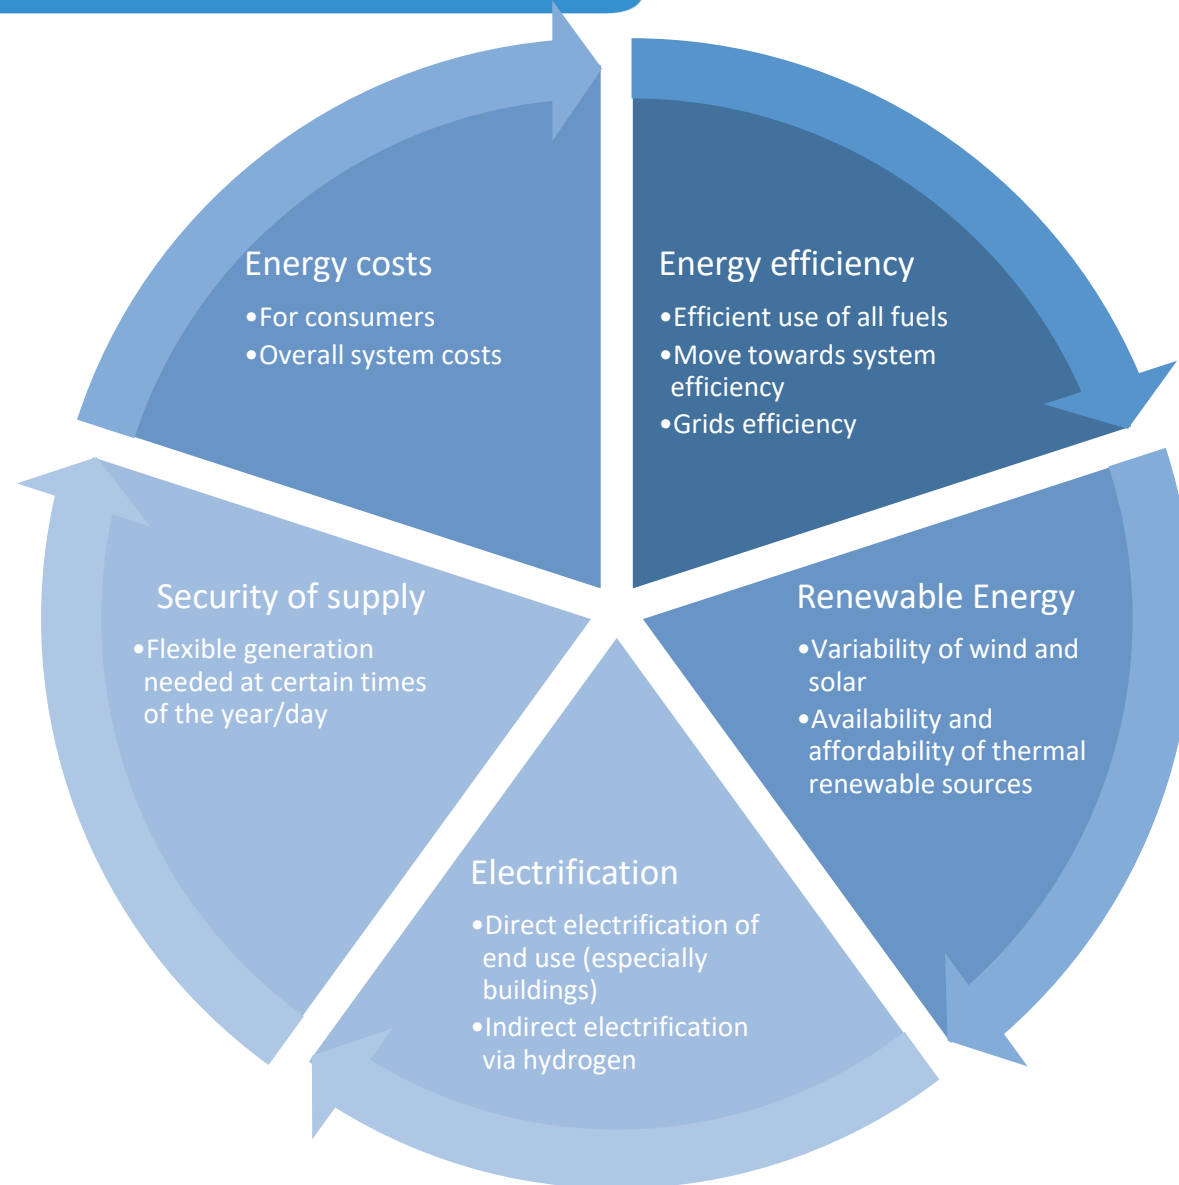 Energy costs
•For consumers
•Overall system costs
Energy efficiency
•Efficient use of all fuels
•Move towards system
efficiency
•Grids efficiency
Renewable Energy
•Variability of wind and
solar
•Availability and
affordability of thermal
renewable sources
Electrification
•Direct electrification of
end use (especially
buildings)
•Indirect electrification
via hydrogen
Security of supply
•Flexible generation
needed at certain times
of the year/day